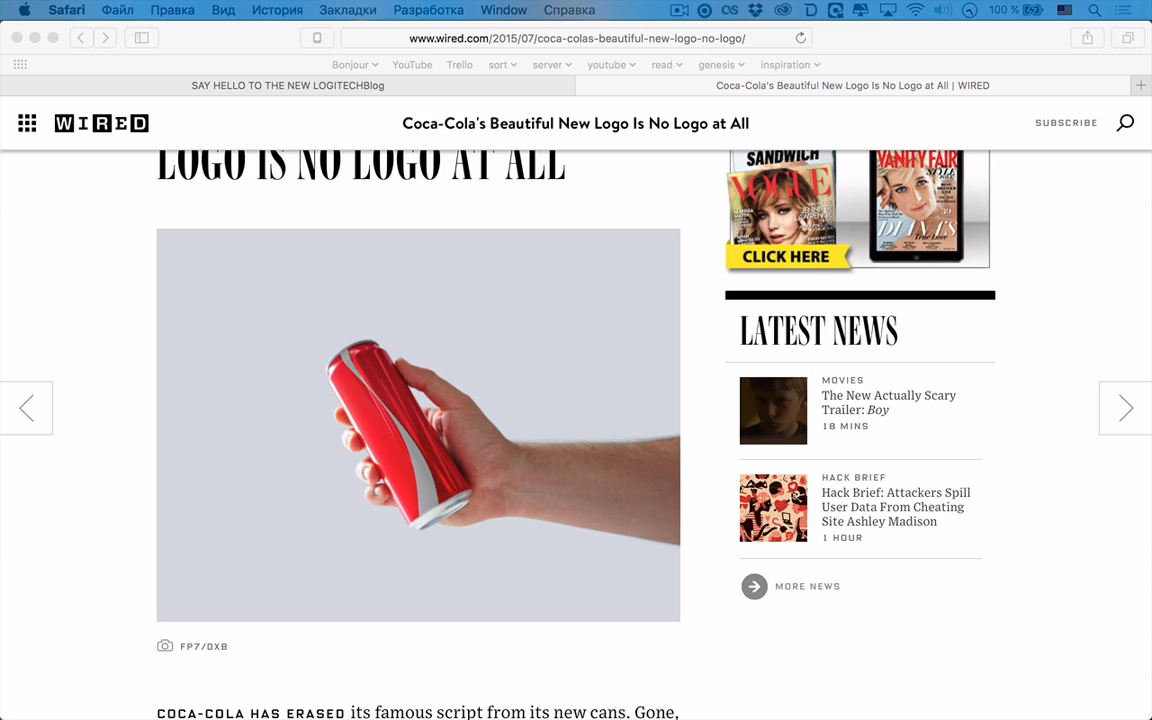 Safari Файл Правка Вид История Закладки Разработка Window Справка 100 %
www.wired.com/2015/07/coca-colas-beautiful-new-logo-no-logo/
Bonjour YouTube Trello sort server youtube read genesis inspiration
SAY HELLO TO THE NEW LOGITECHBlog
Coca-Cola's Beautiful New Logo Is No Logo at All | WIRED
WIRED
Coca-Cola's Beautiful New Logo Is No Logo at All
SUBSCRIBE
LOGO IS NO LOGO AT ALL
SANDWICH
VOGUE
VANITY FAIR
CLICK HERE
LATEST NEWS
MOVIES
The New Actually Scary
Trailer: Boy
18 MINS
HACK BRIEF
Hack Brief: Attackers Spill
User Data From Cheating
Site Ashley Madison
1 HOUR
MORE NEWS
FP7/DXB
COCA-COLA HAS ERASED its famous script from its new cans. Gone,